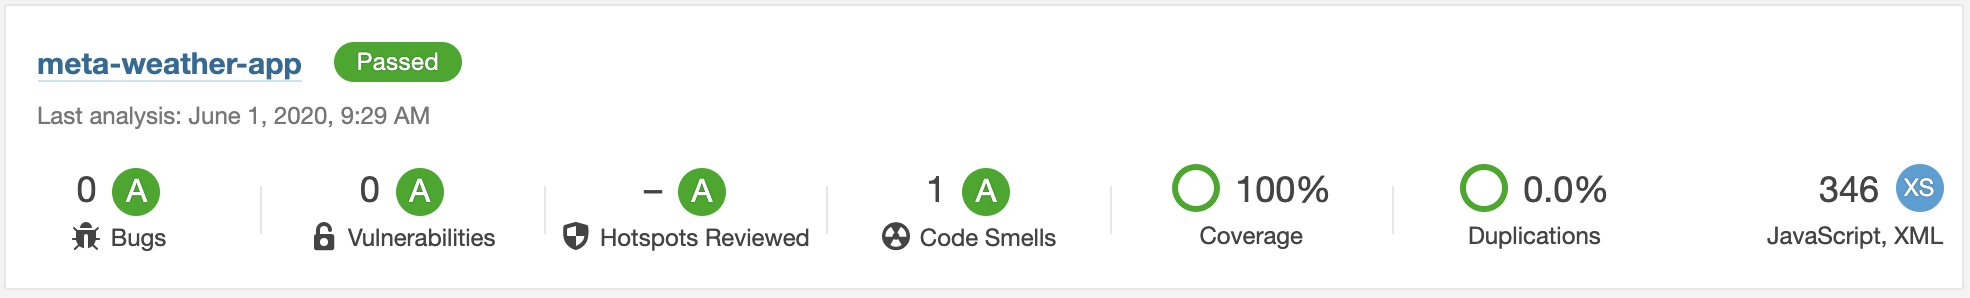 meta-weather-app Passed
Last analysis: June 1, 2020, 9:29 AM
0 A 0 A – A 1 A 100% 0.0% 346 XS
Bugs Vulnerabilities Hotspots Reviewed Code Smells Coverage Duplications JavaScript, XML